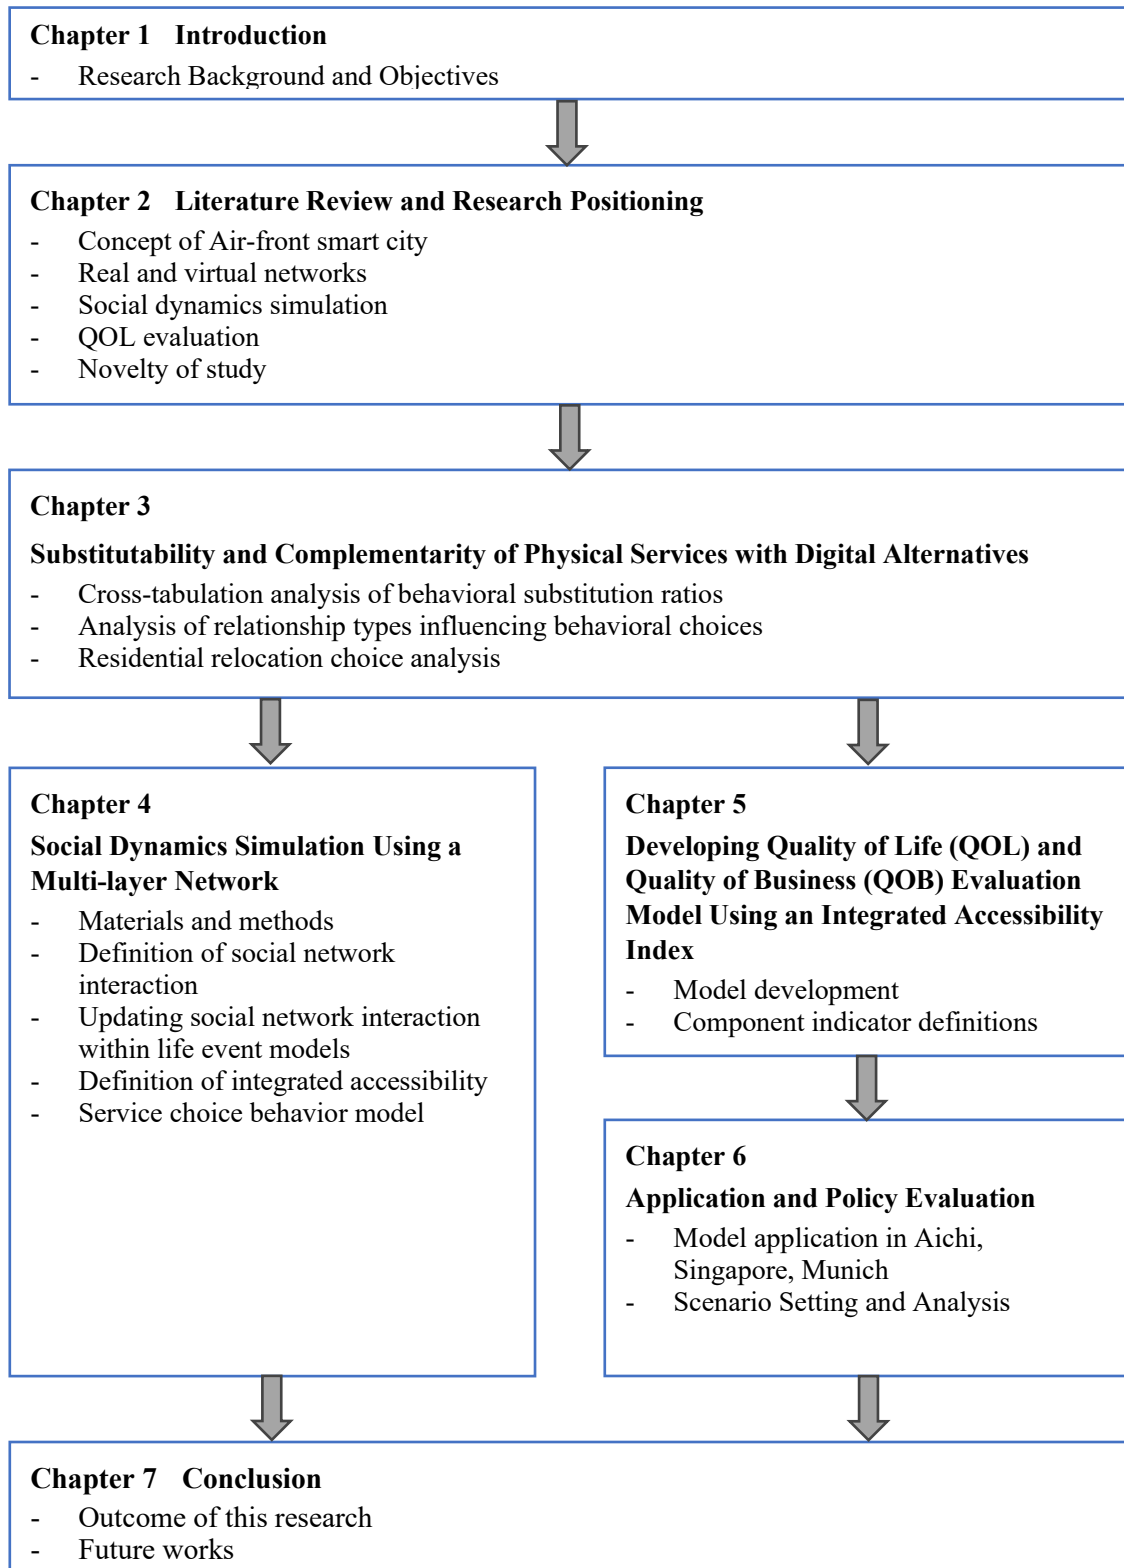 Chapter 1 Introduction
- Research Background and Objectives
Chapter 2 Literature Review and Research Positioning
- Concept of Air-front smart city
- Real and virtual networks
- Social dynamics simulation
- QOL evaluation
- Novelty of study
Chapter 3
Substitutability and Complementarity of Physical Services with Digital Alternatives
- Cross-tabulation analysis of behavioral substitution ratios
- Analysis of relationship types influencing behavioral choices
- Residential relocation choice analysis
Chapter 4
Social Dynamics Simulation Using a
Multi-layer Network
- Materials and methods
- Definition of social network
interaction
- Updating social network interaction
within life event models
- Definition of integrated accessibility
- Service choice behavior model
Chapter 5
Developing Quality of Life (QOL) and
Quality of Business (QOB) Evaluation
Model Using an Integrated Accessibility
Index
- Model development
- Component indicator definitions
Chapter 6
Application and Policy Evaluation
- Model application in Aichi,
Singapore, Munich
- Scenario Setting and Analysis
Chapter 7 Conclusion
- Outcome of this research
- Future works